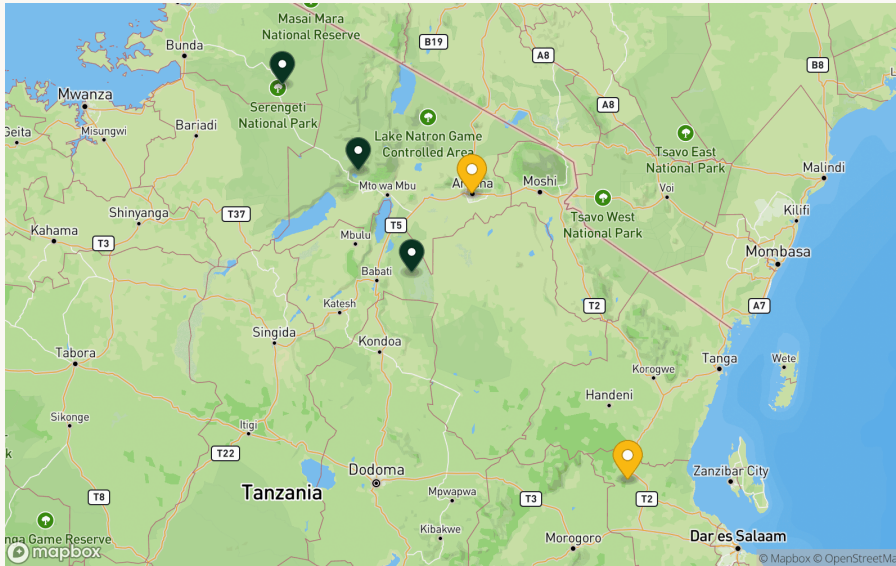 Masai Mara
National Reserve
B19
Bunda
A8
B8
Mwanza
Serengeti
National Park
A8
Misungwi
Geita
Bariadi
Lake Natron Game
Controlled Area
Tsavo East
National Park
Malindi
Mto wa Mbu
Moshi
Voi
Tsavo West
National Park
Kilifi
Shinyanga
T37
T5
Kahama
T3
Mbulu
Mombasa
Babati
Katesh
T2
A7
Singida
Kondoa
Tabora
Korogwe
Tanga
Wete
Handeni
Sikonge
Itigi
T22
Dodoma
Zanzibar City
Tanzania
Mpwapwa
T8
T3
T2
Game Reserve
Kibakwe
Morogoro
Dar es Salaam
mapbox
© Mapbox © OpenStreetMa